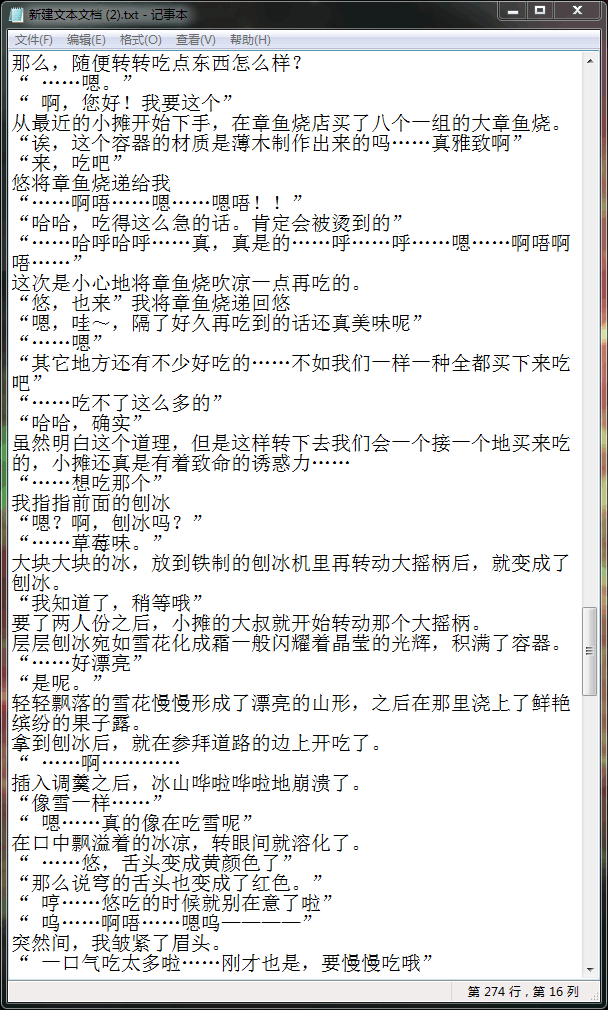 新建文本文档 (2).txt - 记事本
文件(F) 编辑(E) 格式(O) 查看(V) 帮助(H)
那么，随便转转吃点东西怎么样？
“ ……嗯。”
“ 啊，您好！我要这个”
从最近的小摊开始下手，在章鱼烧店买了八个一组的大章鱼烧。
“诶，这个容器的材质是薄木制作出来的吗……真雅致啊”
“来，吃吧”
悠将章鱼烧递给我
“……啊唔……嗯……嗯唔！！”
“哈哈，吃得这么急的话。肯定会被烫到的”
“……哈呼哈呼……真，真是的……呼……呼……嗯……啊唔啊
唔……”
这次是小心地将章鱼烧吹凉一点再吃的。
“悠，也来”我将章鱼烧递回悠
“嗯，哇～，隔了好久再吃到的话还真美味呢”
“……嗯”
“其它地方还有不少好吃的……不如我们一样一种全都买下来吃
吧”
“……吃不了这么多的”
“哈哈，确实”
虽然明白这个道理，但是这样转下去我们会一个接一个地买来吃
的，小摊还真是有着致命的诱惑力……
“……想吃那个”
我指指前面的刨冰
“嗯？啊，刨冰吗？”
“……草莓味。”
大块大块的冰，放到铁制的刨冰机里再转动大摇柄后，就变成了
刨冰。
“我知道了，稍等哦”
要了两人份之后，小摊的大叔就开始转动那个大摇柄。
层层刨冰宛如雪花化成霜一般闪耀着晶莹的光辉，积满了容器。
“……好漂亮”
“是呢。”
轻轻飘落的雪花慢慢形成了漂亮的山形，之后在那里浇上了鲜艳
缤纷的果子露。
拿到刨冰后，就在参拜道路的边上开吃了。
“ ……啊…………
插入调羹之后，冰山哗啦哗啦地崩溃了。
“像雪一样……”
“ 嗯……真的像在吃雪呢”
在口中飘溢着的冰凉，转眼间就溶化了。
“ ……悠，舌头变成黄颜色了”
“那么说穹的舌头也变成了红色。”
“ 哼……悠吃的时候就别在意了啦”
“ 呜……啊唔……嗯呜————”
突然间，我皱紧了眉头。
“ 一口气吃太多啦……刚才也是，要慢慢吃哦”
第 274 行，第 16 列